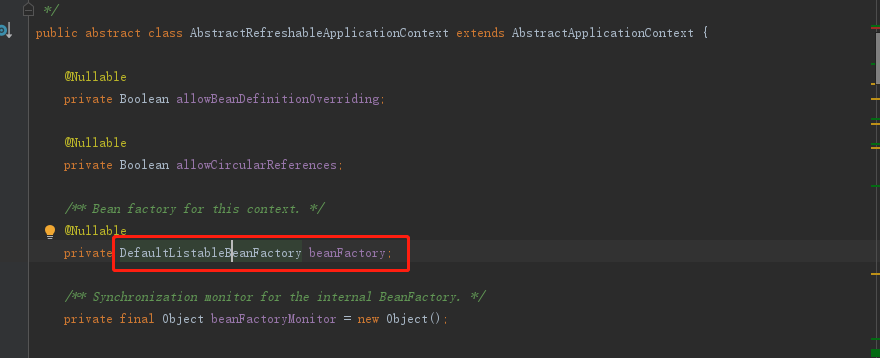 */
public abstract class AbstractRefreshableApplicationContext extends AbstractApplicationContext {
@Nullable
private Boolean allowBeanDefinitionOverriding;
@Nullable
private Boolean allowCircularReferences;
/** Bean factory for this context. */
@Nullable
private DefaultListableBeanFactory beanFactory;
/** Synchronization monitor for the internal BeanFactory. */
private final Object beanFactoryMonitor = new Object();